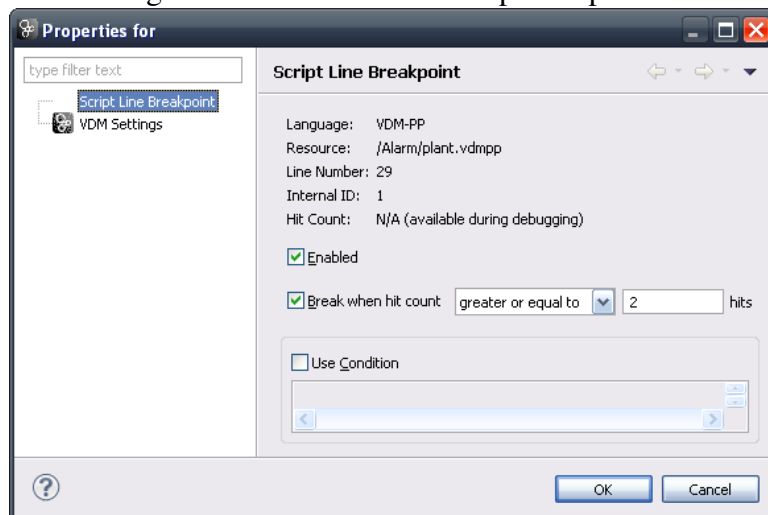 Properties for
type filter text
Script Line Breakpoint
VDM Settings
Script Line Breakpoint
Language: VDM-PP
Resource: /Alarm/plant.vdmpp
Line Number: 29
Internal ID: 1
Hit Count: N/A (available during debugging)
Enabled
Break when hit count greater or equal to 2 hits
Use Condition
OK Cancel